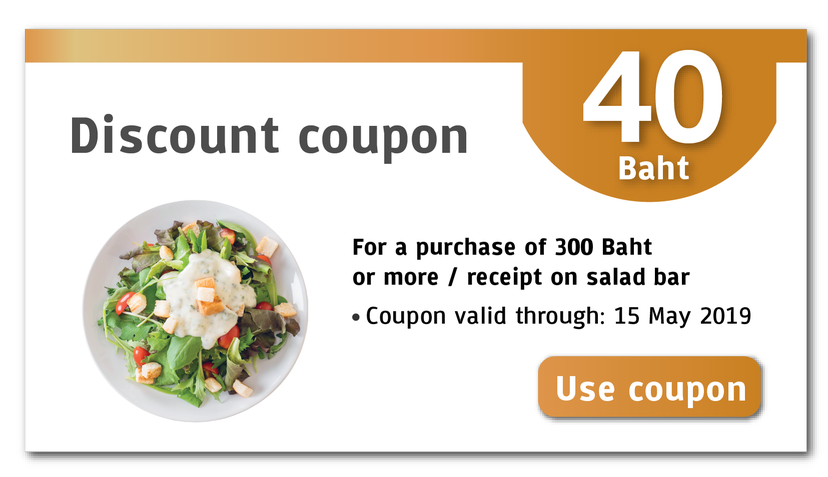 40
Baht
Discount coupon
For a purchase of 300 Baht
or more / receipt on salad bar
• Coupon valid through: 15 May 2019
Use coupon